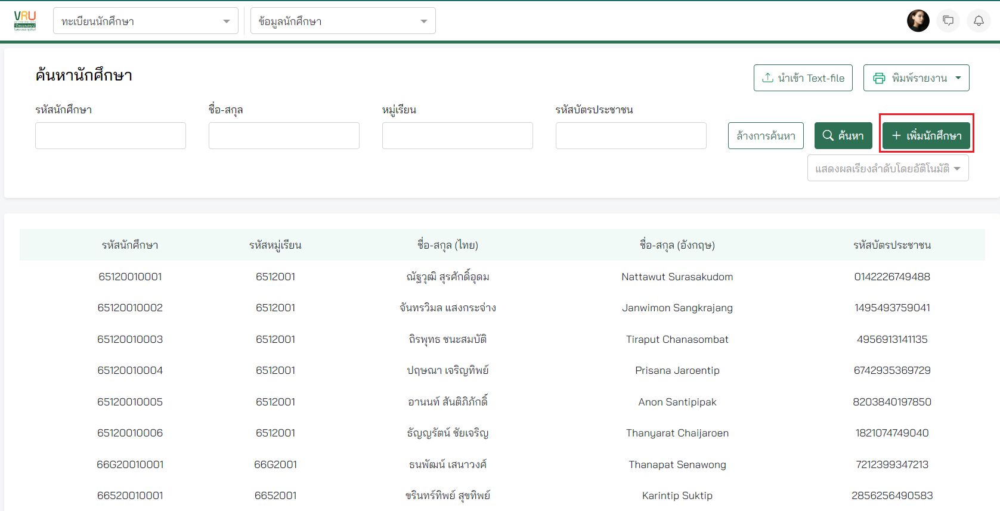 VRU
ทะเบียนนักศึกษา
ข้อมูลนักศึกษา
ค้นหานักศึกษา
นำเข้า Text-file
พิมพ์รายงาน
รหัสนักศึกษา ชื่อ-สกุล หมู่เรียน รหัสบัตรประชาชน
ล้างการค้นหา ค้นหา + เพิ่มนักศึกษา
แสดงผลเรียงลำดับโดยอัติโนมัติ
รหัสนักศึกษา รหัสหมู่เรียน ชื่อ-สกุล (ไทย) ชื่อ-สกุล (อังกฤษ) รหัสบัตรประชาชน
65120010001 6512001 ณัฐวุฒิ สุรศักดิ์อุดม Nattawut Surasakudom 0142226749488
65120010002 6512001 จันทรวิมล แสงกระจ่าง Janwimon Sangkrajang 1495493759041
65120010003 6512001 ถิรพุทธ ชนะสมบัติ Tiraput Chanasombat 4956913141135
65120010004 6512001 ปฤษณา เจริญทิพย์ Prisana Jaroentip 6742935369729
65120010005 6512001 อานนท์ สันติภิภักดิ์ Anon Santipipak 8203840197850
65120010006 6512001 ธัญญรัตน์ ชัยเจริญ Thanyarat Chaijaroen 1821074749040
66G20010001 66G2001 ธนพัฒน์ เสนาวงศ์ Thanapat Senawong 7212399347213
66520010001 6652001 ขรินทร์ทิพย์ สุขทิพย์ Karintip Suktip 2856256490583